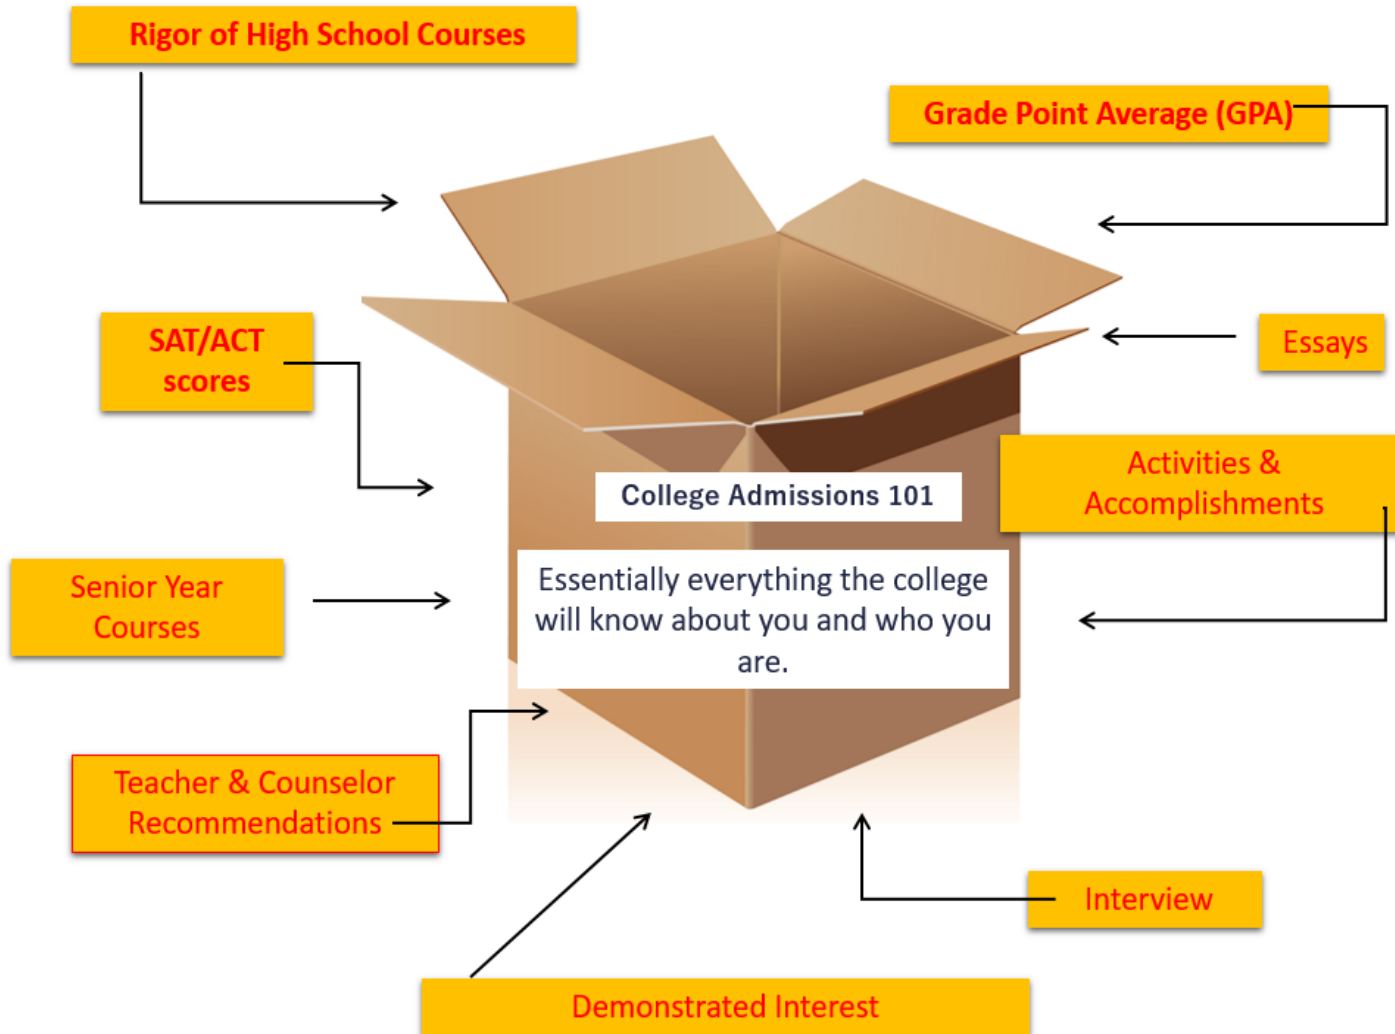 Rigor of High School Courses
Grade Point Average (GPA)
SAT/ACT
scores
Essays
Activities &
Accomplishments
College Admissions 101
Essentially everything the college
will know about you and who you
are.
Senior Year
Courses
Teacher & Counselor
Recommendations
Interview
Demonstrated Interest